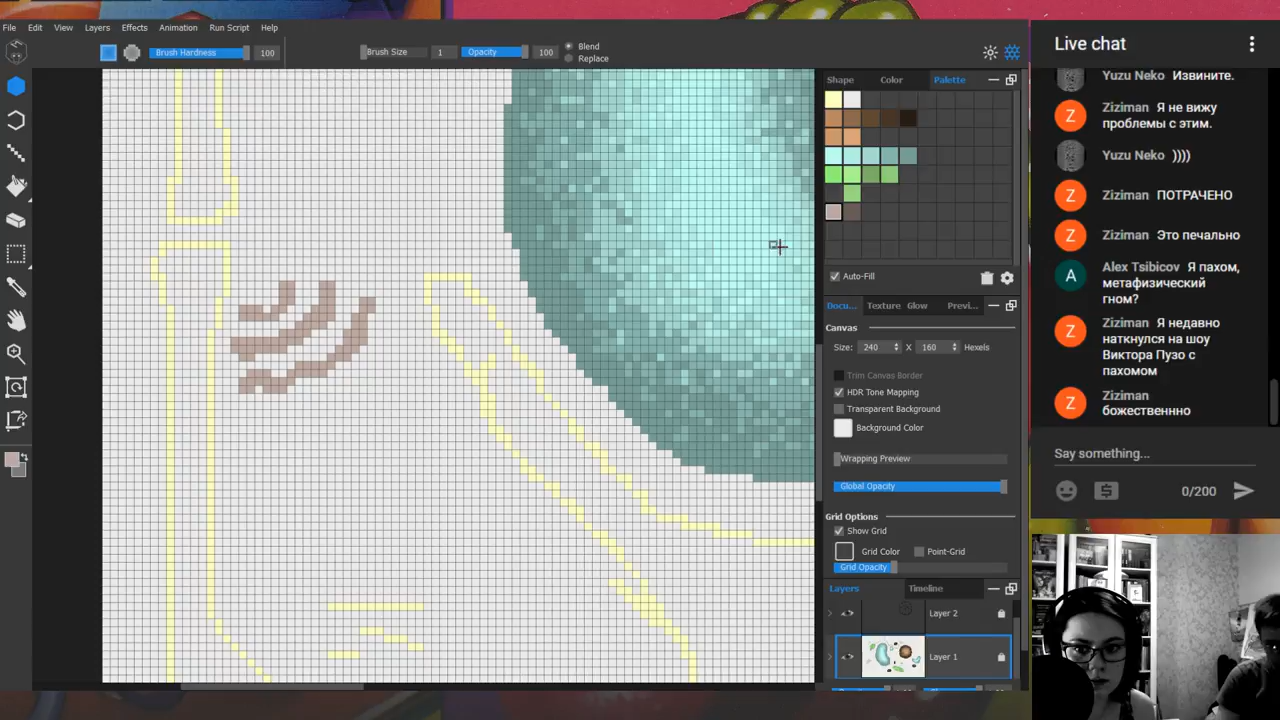 File Edit View Layers Effects Animation Run Script Help
Brush Hardness 100 Brush Size 1 Opacity 100 Blend
Replace
Shape Color Palette
Auto-Fill
Docu... Texture Glow Previ...
Canvas
Size: 240 X 160 Hexels
Trim Canvas Border
HDR Tone Mapping
Transparent Background
Background Color
Wrapping Preview
Global Opacity
Grid Options
Show Grid
Grid Color Point-Grid
Grid Opacity
Layers Timeline
Layer 2
Layer 1
Live chat
Yuzu Neko Извините.
Ziziman Я не вижу
проблемы с этим.
Yuzu Neko ))))
Ziziman ПОТРАЧЕНО
Ziziman Это печально
Alex Tsibicov Я пахом,
метафизический
гном?
Ziziman Я недавно
наткнулся на шоу
Виктора Пузо с
пахомом
Ziziman
божественнно
Say something...
0/200